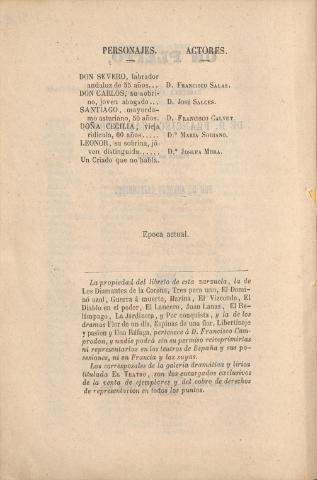 PERSONAJES. ACTORES.
DON SEVERO, labrador
andaluz de 55 años... D. Francisco Salas.
DON CARLOS, su sobri-
no, joven abogado... D. José Salces.
SANTIAGO, mayordo-
mo asturiano, 50 años. D. Francisco Calvet.
DOÑA CECILIA, vieja
ridícula, 60 años..... D.ª María Soriano.
LEONOR, su sobrina, jó-
ven distinguida...... D.ª Josefa Mora.
Un Criado que no habla.
Epoca actual.
La propiedad del libreto de esta zarzuela, la de
Los Diamantes de la Corona, Tres para una, El Domi-
nó azul, Guerra á muerte, Marina, El Vizconde, El
Diablo en el poder, El Lancero, Juan Lanas, El Re-
lámpago, La Jardinera, y Por conquista, y la de los
dramas Flor de un dia, Espinas de una flor, Libertinaje
y pasion y Una Ráfaga, pertenece á D. Francisco Cam-
prodon, y nadie podrá sin su permiso reimprimirlas
ni representarlas en los teatros de España y sus po-
sesiones, ni en Francia y las suyas.
Los corresponsales de la galería dramática y lírica
titulada EL TEATRO, son los encargados exclusivos
de la venta de ejemplares y del cobro de derechos
de representacion en todos los puntos.